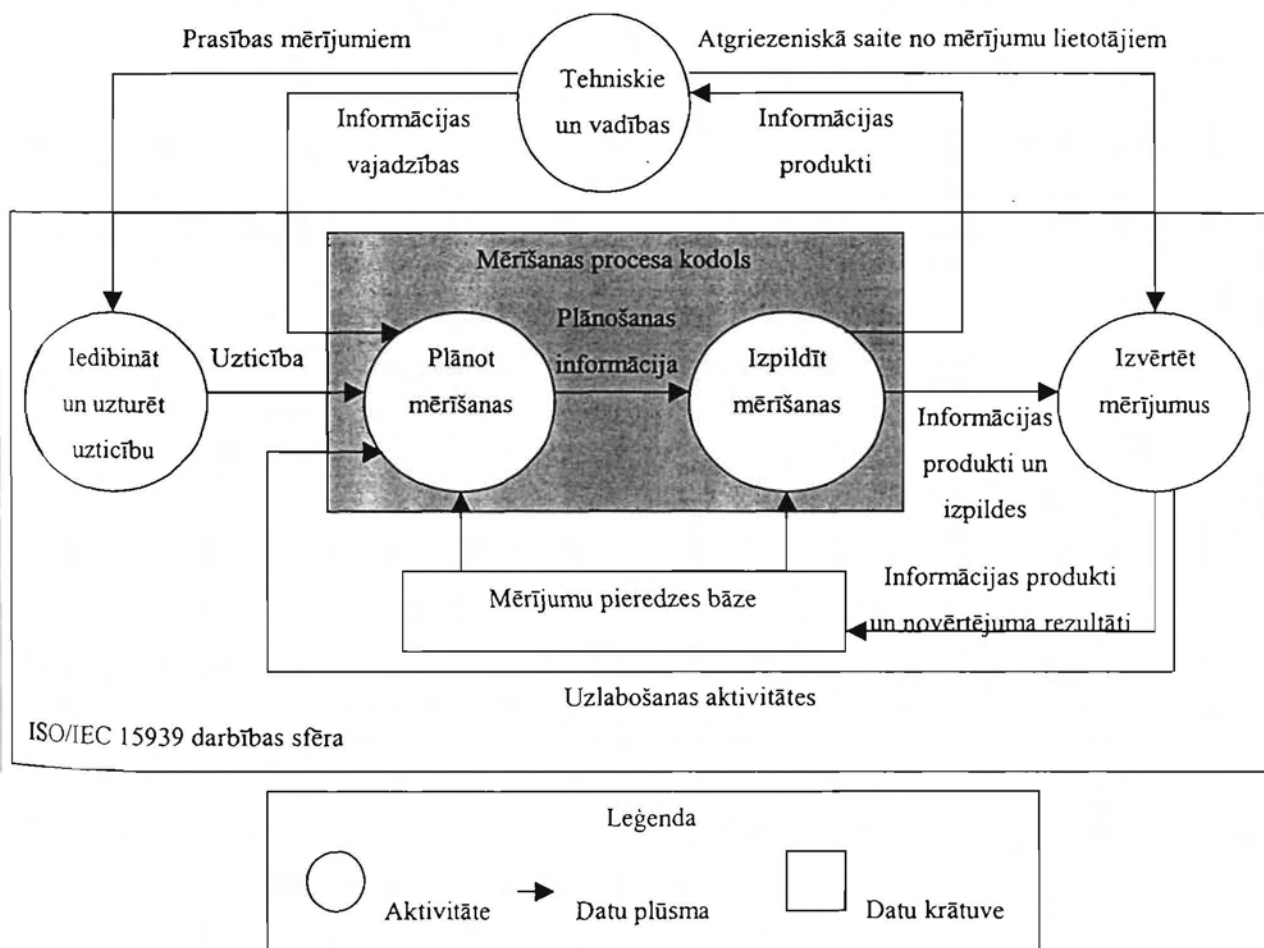 Prasības mērījumiem
Atgriezeniskā saite no mērījumu lietotājiem
Tehniskie
un vadības
Informācijas
vajadzības
Informācijas
produkti
Mērīšanas procesa kodols
Iedibināt
un uzturēt
uzticību
Uzticība
Plānot
mērīšanas
Plānošanas
informācija
Izpildīt
mērīšanas
Izvērtēt
mērījumus
Informācijas
produkti un
izpildes
Mērījumu pieredzes bāze
Informācijas produkti
un novērtējuma rezultāti
Uzlabošanas aktivitātes
ISO/IEC 15939 darbības sfēra
Leģenda
Aktivitāte
Datu plūsma
Datu krātuve